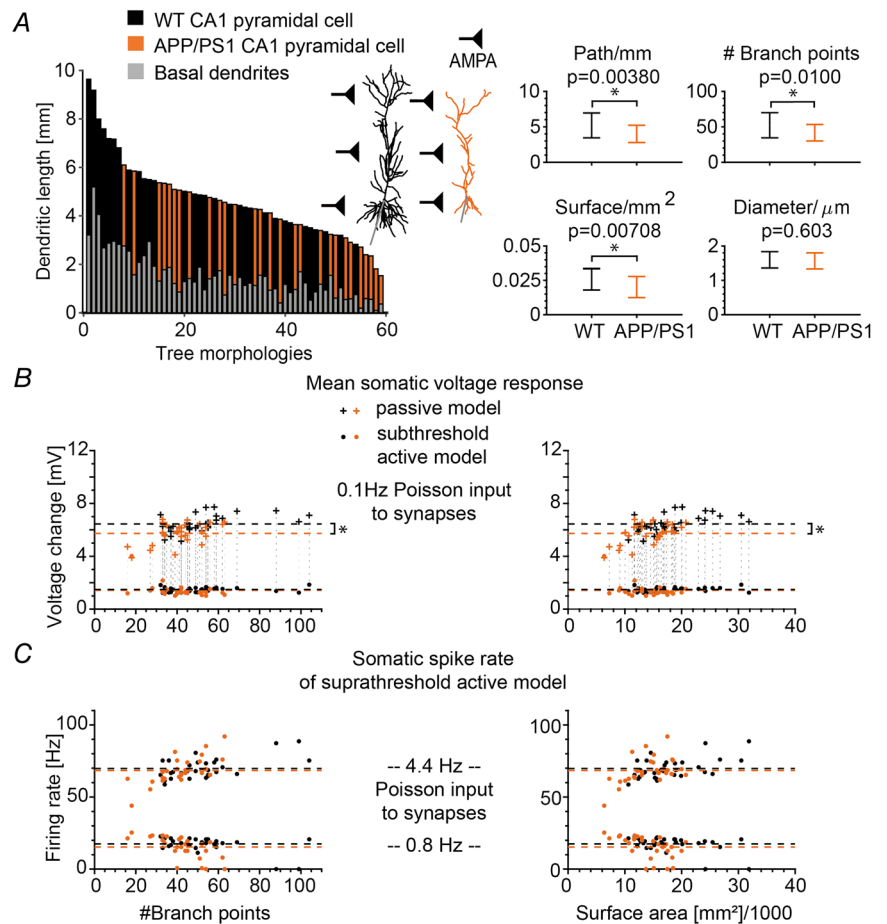 A
WT CA1 pyramidal cell
APP/PS1 CA1 pyramidal cell
Basal dendrites
AMPA
Dendritic length [mm]
10
8
6
4
2
0
0 20 40 60
Tree morphologies
Path/mm
p=0.00380
*
10
5
0
# Branch points
p=0.0100
*
100
50
0
Surface/mm²
p=0.00708
*
0.05
0.025
0
WT APP/PS1
Diameter/ μm
p=0.603
2
1
0
WT APP/PS1
B
Mean somatic voltage response
passive model
subthreshold
active model
0.1Hz Poisson input
to synapses
Voltage change [mV]
12
8
4
0
*
0 20 40 60 80 100
12
8
4
0
*
0 10 20 30 40
C
Somatic spike rate
of suprathreshold active model
Firing rate [Hz]
100
50
0
0 20 40 60 80 100
#Branch points
-- 4.4 Hz --
Poisson input
to synapses
-- 0.8 Hz --
100
50
0
0 10 20 30 40
Surface area [mm²]/1000